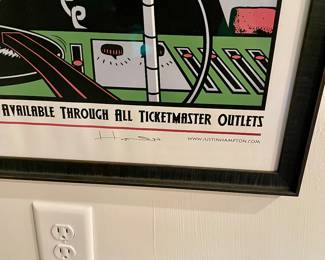 AVAILABLE THROUGH ALL TICKETMASTER OUTLETS
WWW.JUSTINHAMPTON.COM